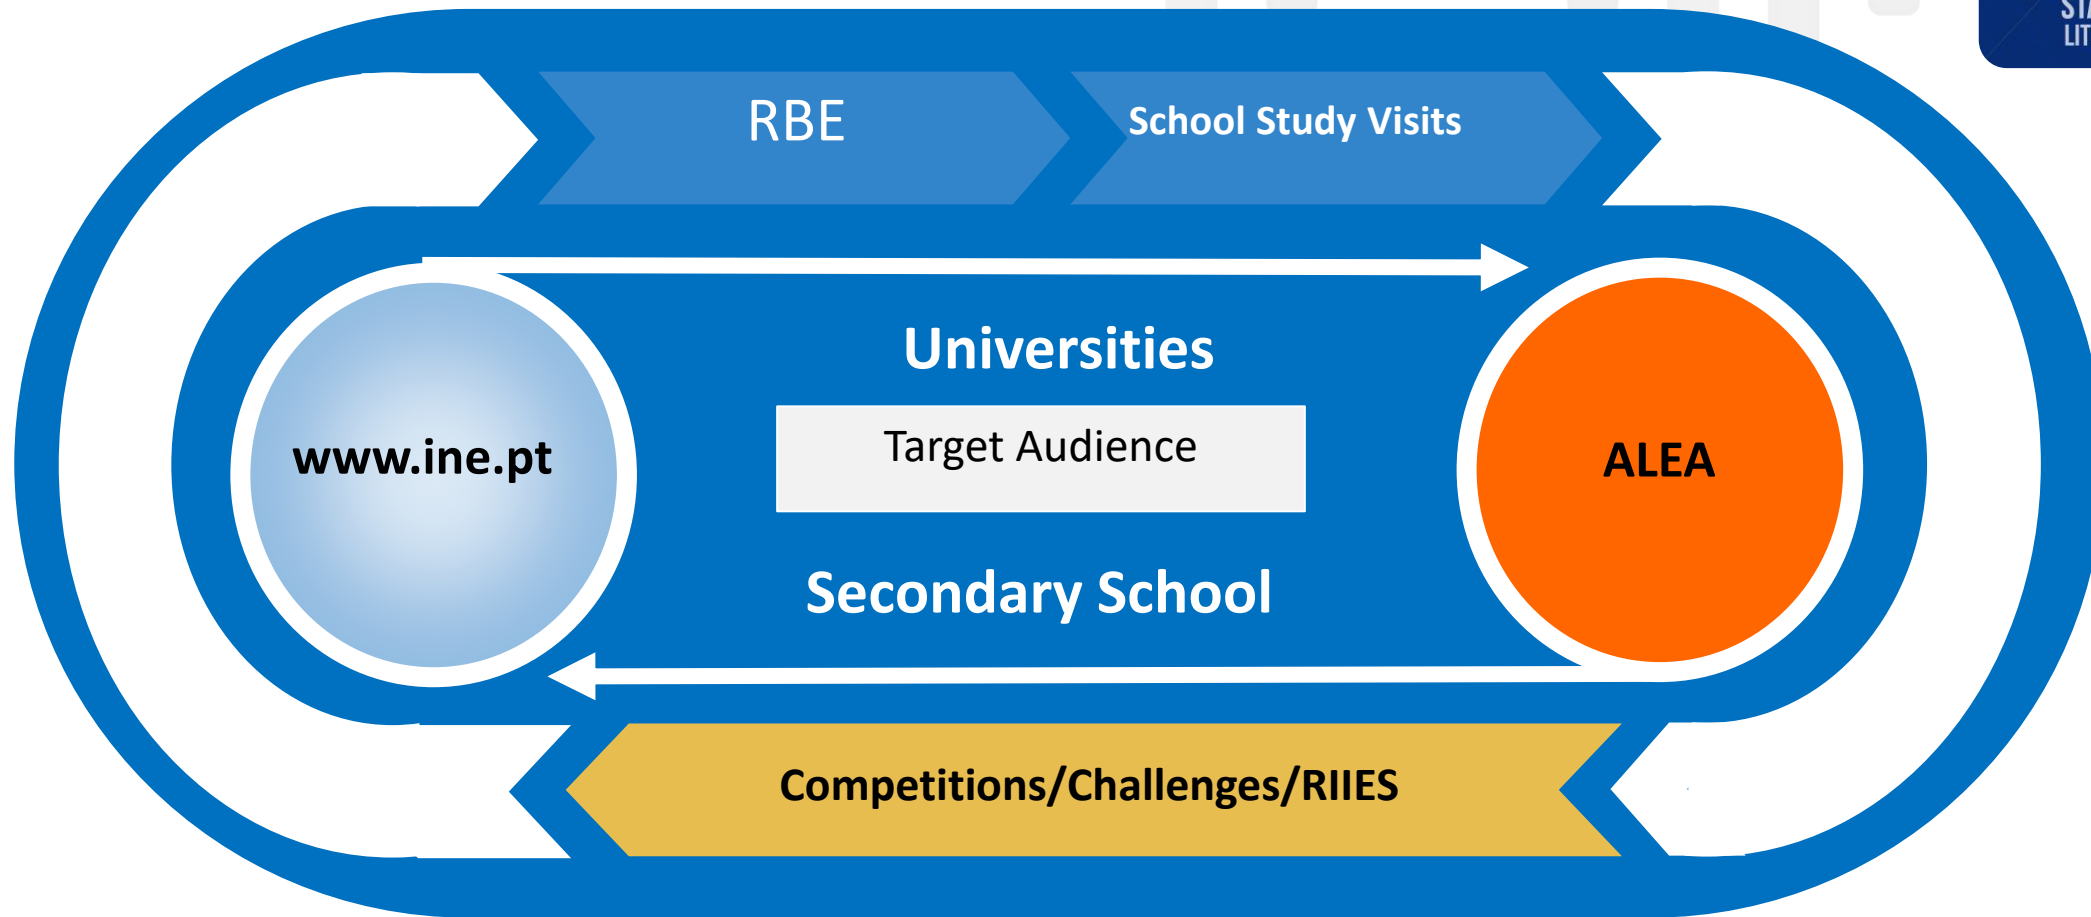 RBE
School Study Visits
Universities
www.ine.pt
Target Audience
ALEA
Secondary School
Competitions/Challenges/RIIES